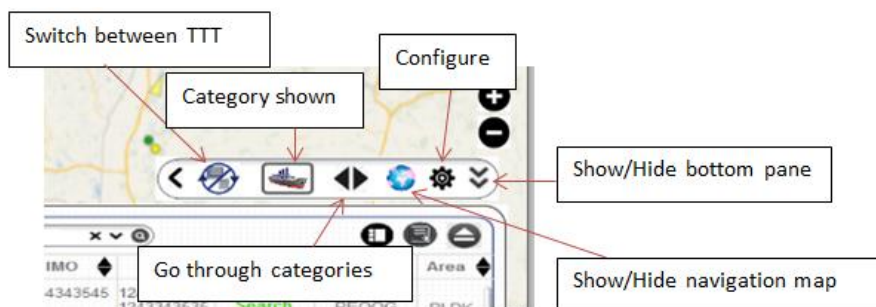 Switch between TTT
Configure
Category shown
Show/Hide bottom pane
IMO
Area
Go through categories
4343545
Search
Show/Hide navigation map